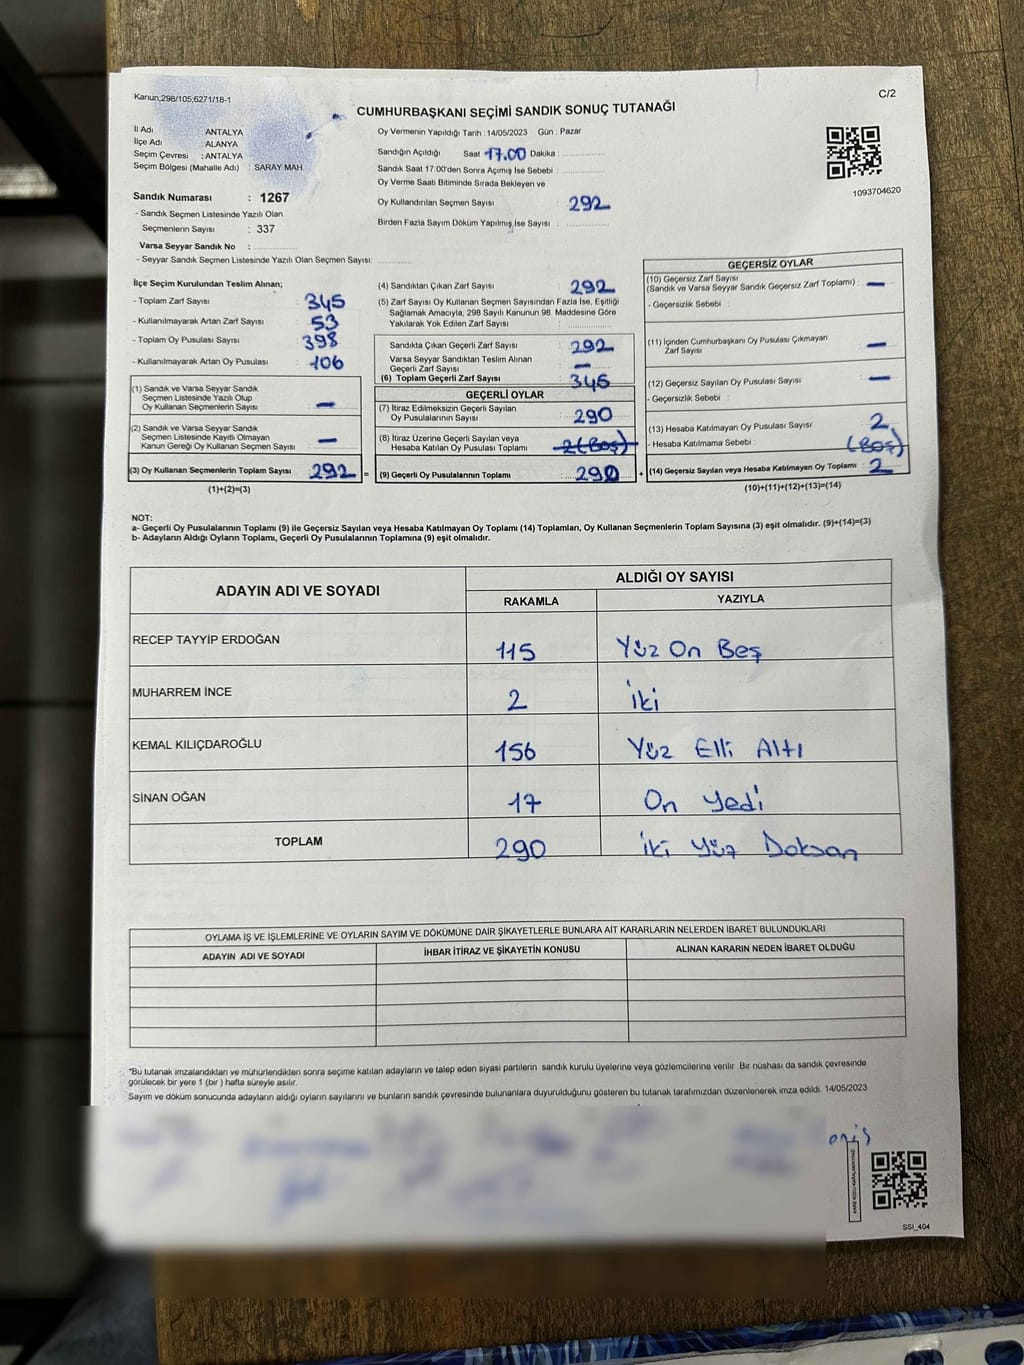 Kanun;298/105;6271/18-1
C/2
CUMHURBAŞKANI SEÇİMİ SANDIK SONUÇ TUTANAĞI
İl Adı ANTALYA
İlçe Adı : ALANYA
Seçim Çevresi : ANTALYA
Seçim Bölgesi (Mahalle Adı) : SARAY MAH.
Sandık Numarası : 1267
- Sandık Seçmen Listesinde Yazılı Olan
Seçmenlerin Sayısı : 337
Varsa Seyyar Sandık No :
- Seyyar Sandık Seçmen Listesinde Yazılı Olan Seçmen Sayısı:
Oy Vermenin Yapıldığı Tarih : 14/05/2023 Gün : Pazar
Sandığın Açıldığı Saat 17.00 Dakika :
Sandık Saat 17:00'den Sonra Açımış İse Sebebi :
Oy Verme Saati Bitiminde Sırada Bekleyen ve
Oy Kullandırılan Seçmen Sayısı : 292
Birden Fazla Sayım Döküm Yapılmış İse Sayısı :
1093704620
İlçe Seçim Kurulundan Teslim Alınan;
- Toplam Zarf Sayısı : 345
- Kullanılmayarak Artan Zarf Sayısı : 53
- Toplam Oy Pusulası Sayısı : 398
- Kullanılmayarak Artan Oy Pusulası : 106
(1) Sandık ve Varsa Seyyar Sandık
Seçmen Listesinde Yazılı Olup
Oy Kullanan Seçmenlerin Sayısı : —
(2) Sandık ve Varsa Seyyar Sandık
Seçmen Listesinde Kayıtlı Olmayan
Kanun Gereği Oy Kullanan Seçmen Sayısı : —
(3) Oy Kullanan Seçmenlerin Toplam Sayısı : 292 =
(1)+(2)=(3)
(4) Sandıktan Çıkan Zarf Sayısı : 292
(5) Zarf Sayısı Oy Kullanan Seçmen Sayısından Fazla İse, Eşitliği
Sağlamak Amacıyla, 298 Sayılı Kanunun 98. Maddesine Göre
Yakılarak Yok Edilen Zarf Sayısı :
Sandıkta Çıkan Geçerli Zarf Sayısı : 292
Varsa Seyyar Sandıktan Teslim Alınan
Geçerli Zarf Sayısı : —
(6) Toplam Geçerli Zarf Sayısı : 345
GEÇERLİ OYLAR
(7) İtiraz Edilmeksizin Geçerli Sayılan
Oy Pusulalarının Sayısı : 290
(8) İtiraz Üzerine Geçerli Sayılan veya
Hesaba Katılan Oy Pusulası Toplamı : 2 (Boş)
(9) Geçerli Oy Pusulalarının Toplamı : 290 +
GEÇERSİZ OYLAR
(10) Geçersiz Zarf Sayısı
(Sandık ve Varsa Seyyar Sandık Geçersiz Zarf Toplamı) : —
- Geçersizlik Sebebi :
(11) İçinden Cumhurbaşkanı Oy Pusulası Çıkmayan
Zarf Sayısı : —
(12) Geçersiz Sayılan Oy Pusulası Sayısı : —
- Geçersizlik Sebebi :
(13) Hesaba Katılmayan Oy Pusulası Sayısı : 2
- Hesaba Katılmama Sebebi : (Boş)
(14) Geçersiz Sayılan veya Hesaba Katılmayan Oy Toplamı : 2
(10)+(11)+(12)+(13)=(14)
NOT:
a- Geçerli Oy Pusulalarının Toplamı (9) ile Geçersiz Sayılan veya Hesaba Katılmayan Oy Toplamı (14) Toplamları, Oy Kullanan Seçmenlerin Toplam Sayısına (3) eşit olmalıdır. (9)+(14)=(3)
b- Adayların Aldığı Oyların Toplamı, Geçerli Oy Pusulalarının Toplamına (9) eşit olmalıdır.
ADAYIN ADI VE SOYADI ALDIĞI OY SAYISI
RAKAMLA YAZIYLA
RECEP TAYYİP ERDOĞAN 115 Yüz On Beş
MUHARREM İNCE 2 iki
KEMAL KILIÇDAROĞLU 156 Yüz Elli Altı
SİNAN OĞAN 17 On Yedi
TOPLAM 290 iki Yüz Doksan
OYLAMA İŞ VE İŞLEMLERİNE VE OYLARIN SAYIM VE DÖKÜMÜNE DAİR ŞİKAYETLERLE BUNLARA AİT KARARLARIN NELERDEN İBARET BULUNDUKLARI
ADAYIN ADI VE SOYADI İHBAR İTİRAZ VE ŞİKAYETİN KONUSU ALINAN KARARIN NEDEN İBARET OLDUĞU
*Bu tutanak imzalandıktan ve mühürlendikten sonra seçime katılan adayların ve talep eden siyasi partilerin sandık kurulu üyelerine veya gözlemcilerine verilir. Bir nüshası da sandık çevresinde
görülecek bir yere 1 (bir ) hafta süreyle asılır.
Sayım ve döküm sonucunda adayların aldığı oyların sayılarını ve bunların sandık çevresinde bulunanlara duyurulduğunu gösteren bu tutanak tarafımızdan düzenlenerek imza edildi. 14/05/2023
KARE KODU KARALAMAYINIZ
SSI_404